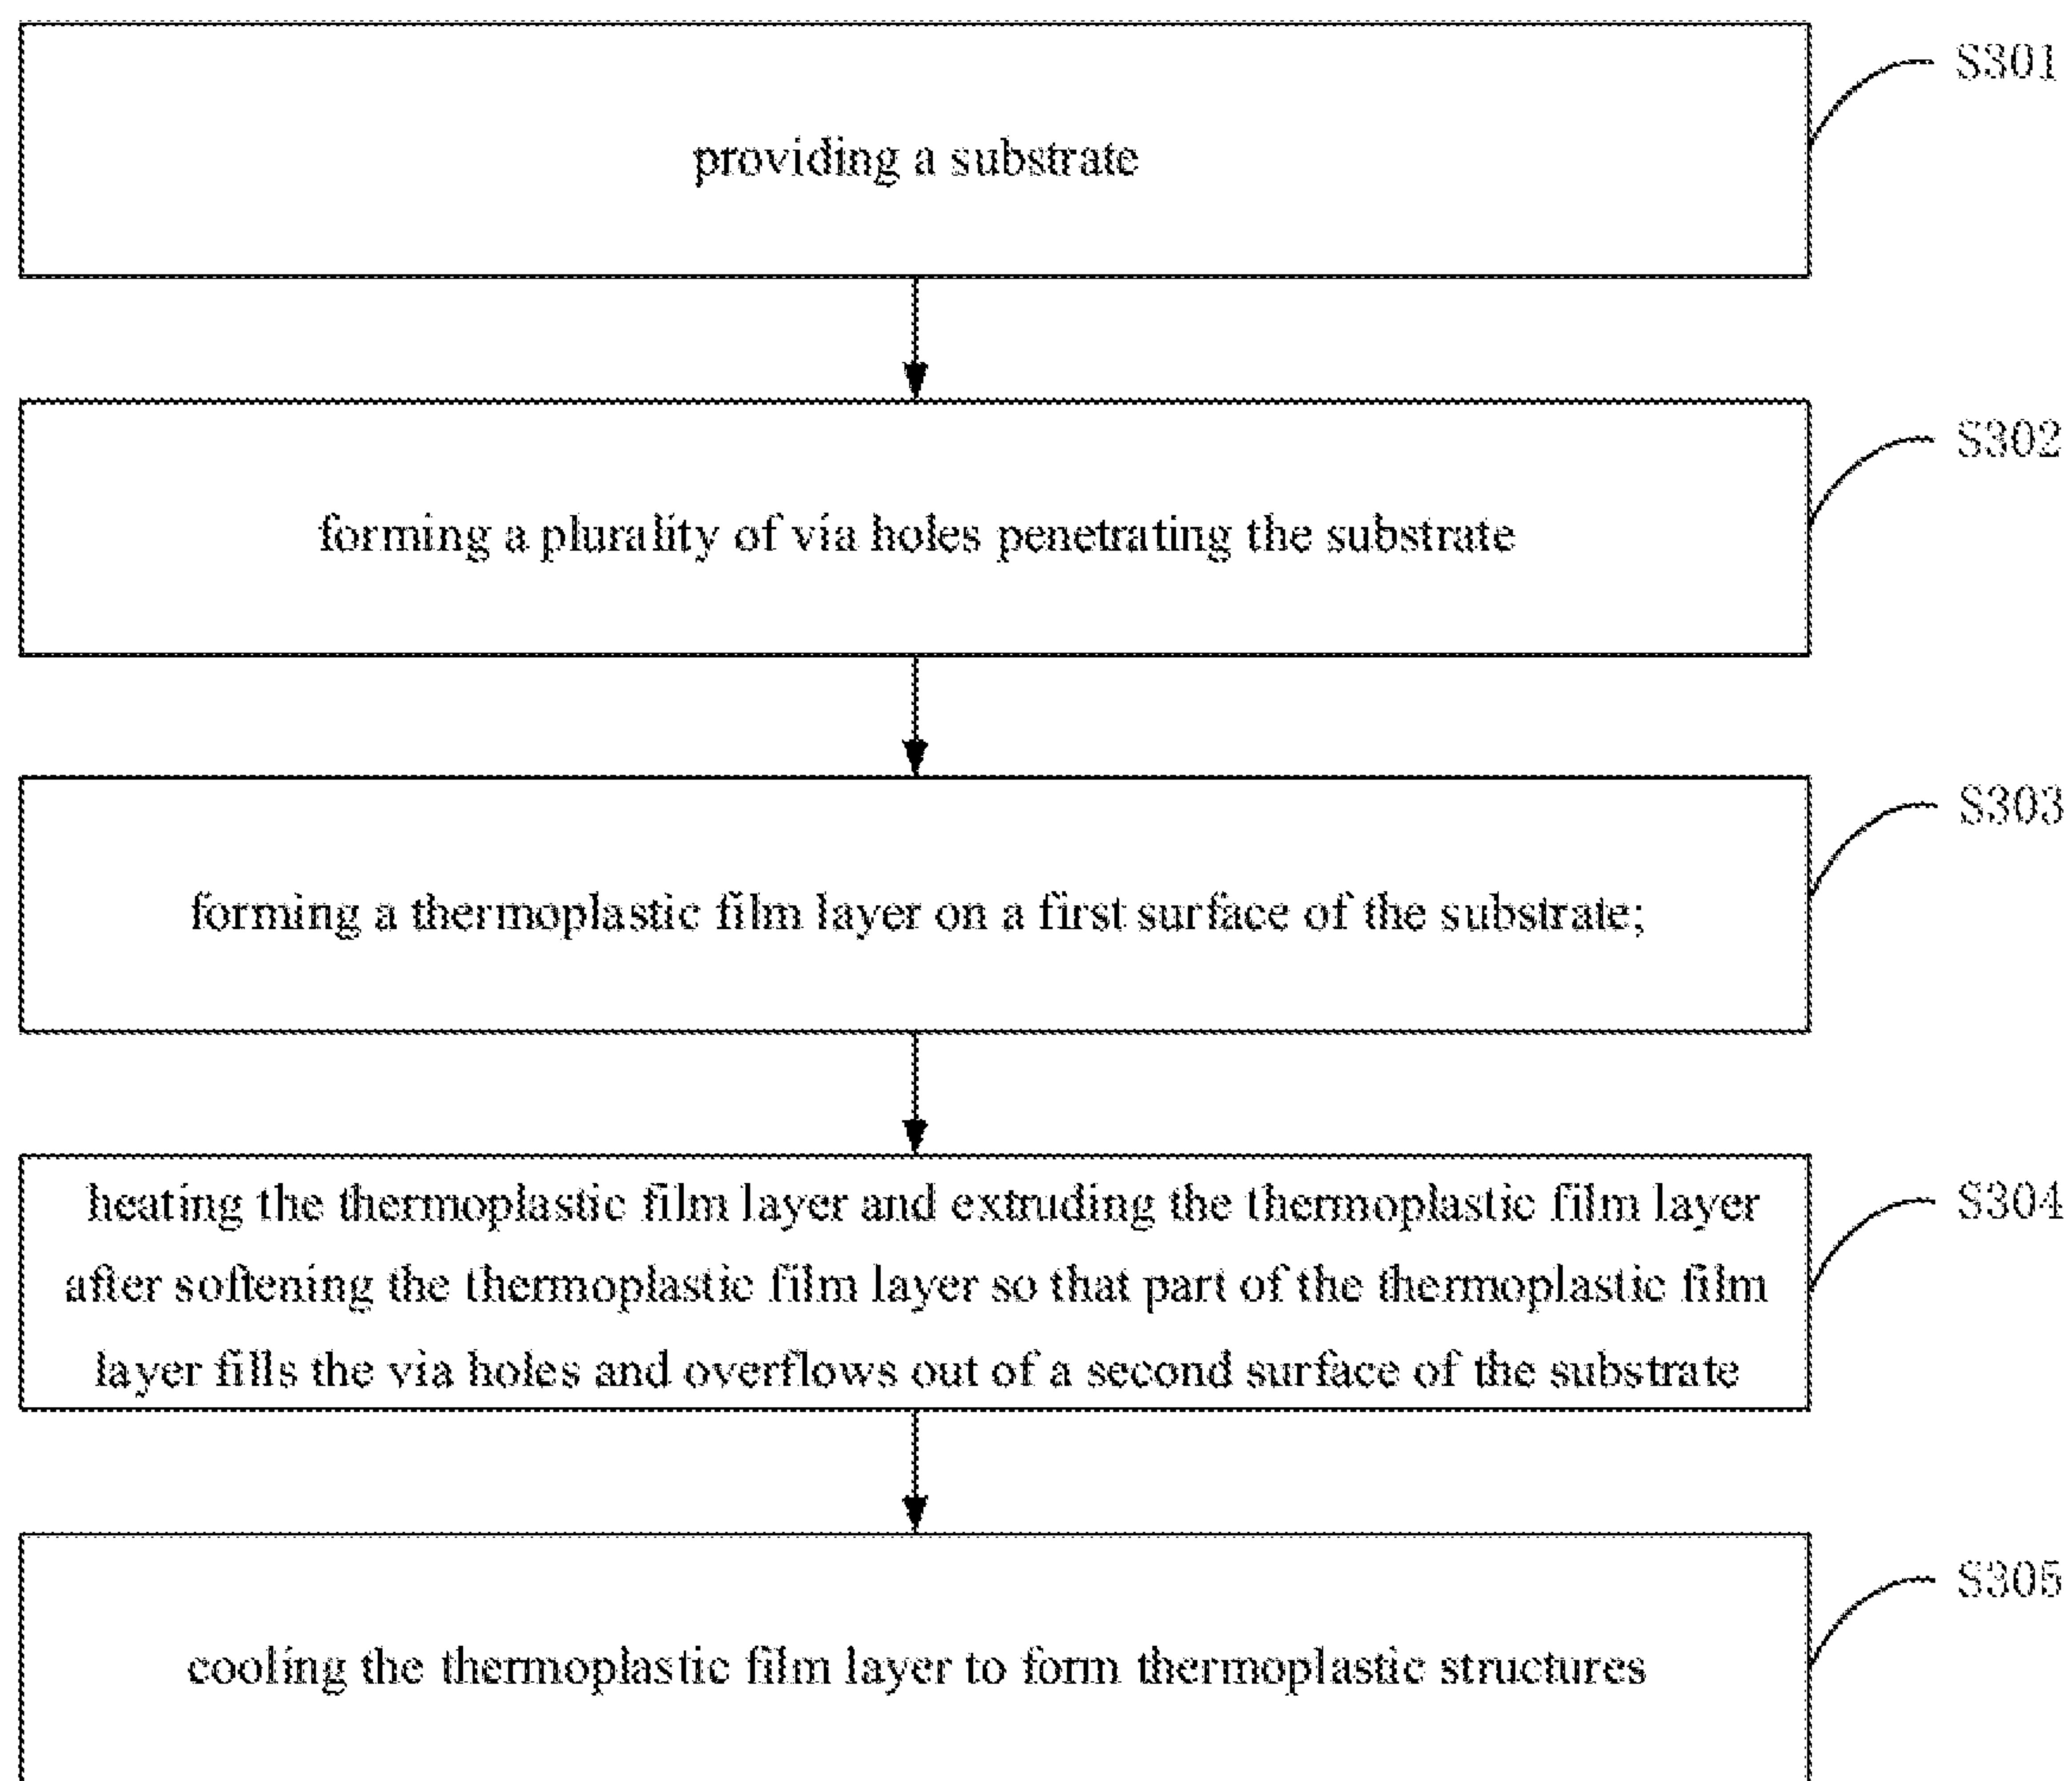 S301
providing a substrate
S302
forming a plurality of via holes penetrating the substrate
S303
forming a thermoplastic film layer on a first surface of the substrate;
S304
heating the thermoplastic film layer and extruding the thermoplastic film layer
after softening the thermoplastic film layer so that part of the thermoplastic film
layer fills the via holes and overflows out of a second surface of the substrate
S305
cooling the thermoplastic film layer to form thermoplastic structures